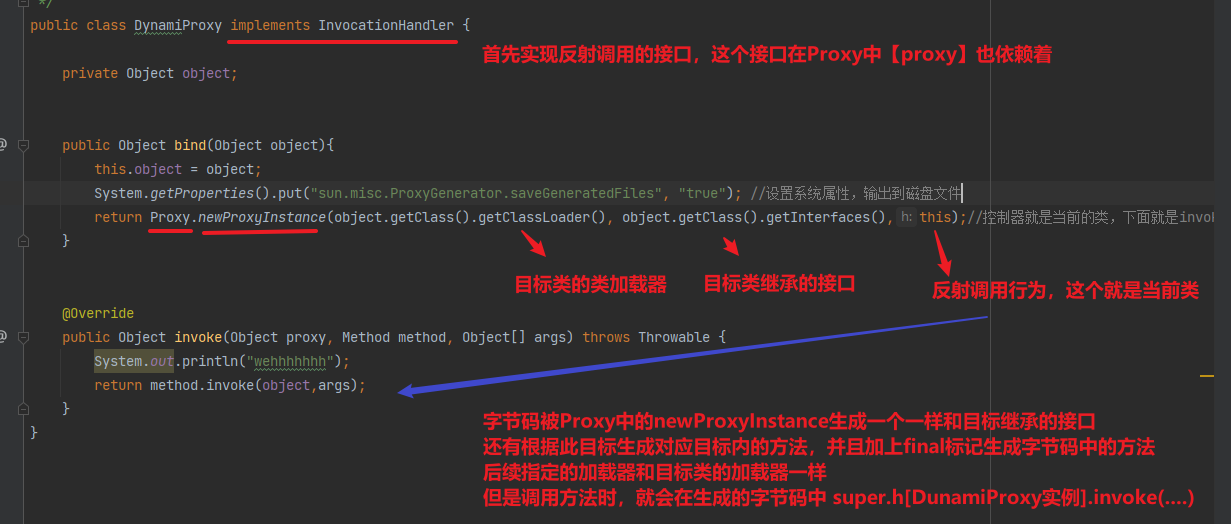 */
public class DynamiProxy implements InvocationHandler {
首先实现反射调用的接口，这个接口在Proxy中【proxy】也依赖着
private Object object;
public Object bind(Object object){
this.object = object;
System.getProperties().put("sun.misc.ProxyGenerator.saveGeneratedFiles", "true"); //设置系统属性，输出到磁盘文件
return Proxy.newProxyInstance(object.getClass().getClassLoader(), object.getClass().getInterfaces(), h: this);//控制器就是当前的类，下面就是invok
}
目标类的类加载器 目标类继承的接口 反射调用行为，这个就是当前类
@Override
public Object invoke(Object proxy, Method method, Object[] args) throws Throwable {
System.out.println("wehhhhhhh");
return method.invoke(object,args);
}
字节码被Proxy中的newProxyInstance生成一个一样和目标继承的接口
}
还有根据此目标生成对应目标内的方法，并且加上final标记生成字节码中的方法
后续指定的加载器和目标类的加载器一样
但是调用方法时，就会在生成的字节码中 super.h[DunamiProxy实例].invoke(....)